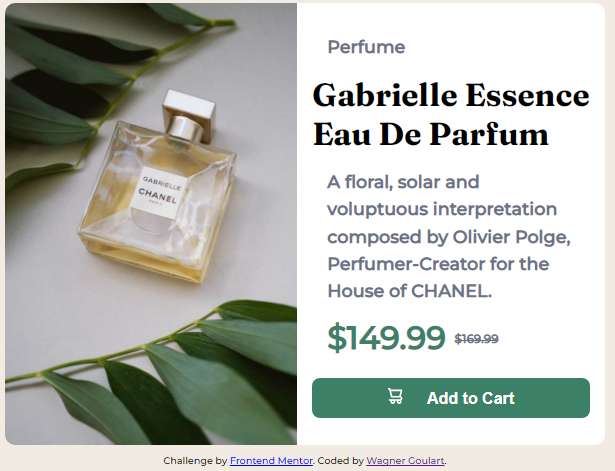 GABRIELLE
CHANEL
PARIS
Perfume
Gabrielle Essence
Eau De Parfum
A floral, solar and
voluptuous interpretation
composed by Olivier Polge,
Perfumer-Creator for the
House of CHANEL.
$149.99 $169.99
Add to Cart
Challenge by Frontend Mentor. Coded by Wagner Goulart.